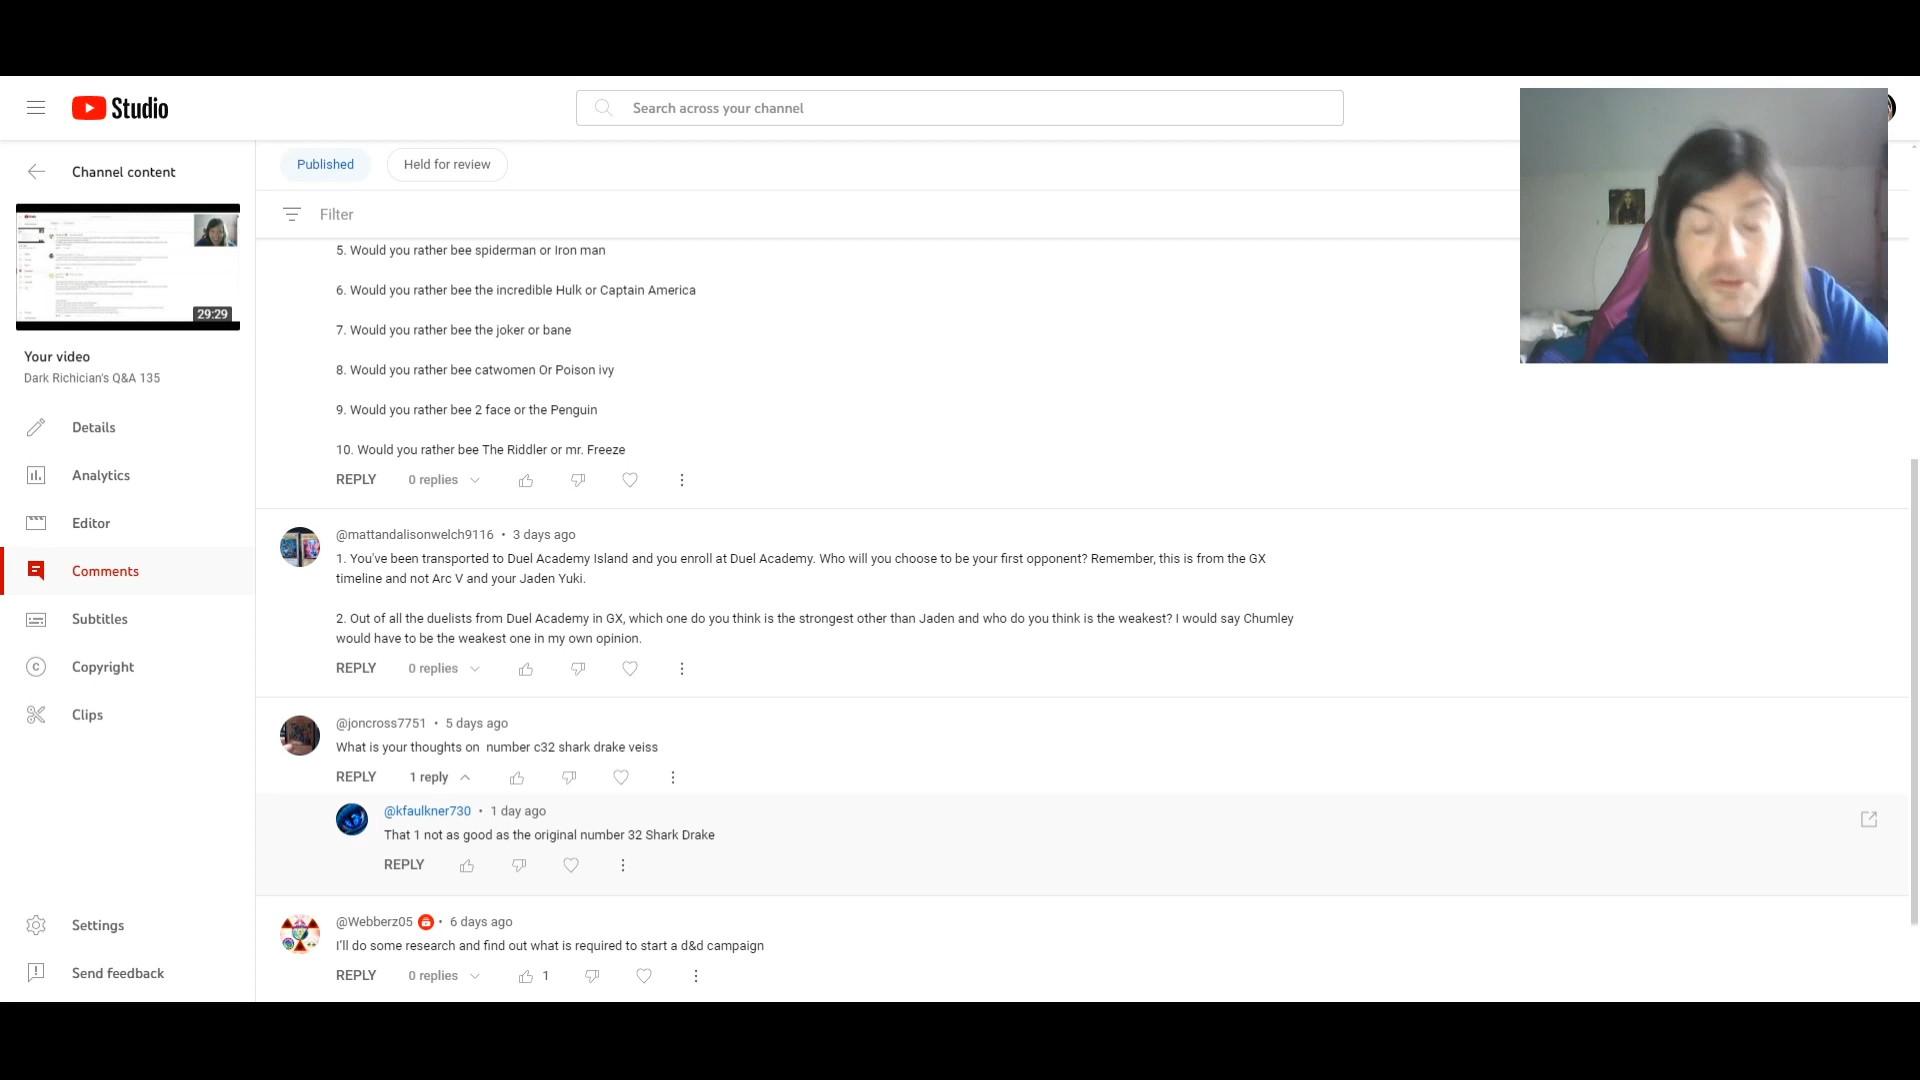 Studio
Search across your channel
Channel content
Published
Held for review
Filter
29:29
Your video
Dark Richician's Q&A 135
Details
Analytics
Editor
Comments
Subtitles
Copyright
Clips
Settings
Send feedback
5. Would you rather bee spiderman or Iron man
6. Would you rather bee the incredible Hulk or Captain America
7. Would you rather bee the joker or bane
8. Would you rather bee catwomen Or Poison ivy
9. Would you rather bee 2 face or the Penguin
10. Would you rather bee The Riddler or mr. Freeze
REPLY 0 replies
@mattandalisonwelch9116 • 3 days ago
1. You've been transported to Duel Academy Island and you enroll at Duel Academy. Who will you choose to be your first opponent? Remember, this is from the GX
timeline and not Arc V and your Jaden Yuki.
2. Out of all the duelists from Duel Academy in GX, which one do you think is the strongest other than Jaden and who do you think is the weakest? I would say Chumley
would have to be the weakest one in my own opinion.
REPLY 0 replies
@joncross7751 • 5 days ago
What is your thoughts on number c32 shark drake veiss
REPLY 1 reply
@kfaulkner730 • 1 day ago
That 1 not as good as the original number 32 Shark Drake
REPLY
@Webberz05 • 6 days ago
I'll do some research and find out what is required to start a d&d campaign
REPLY 0 replies 1